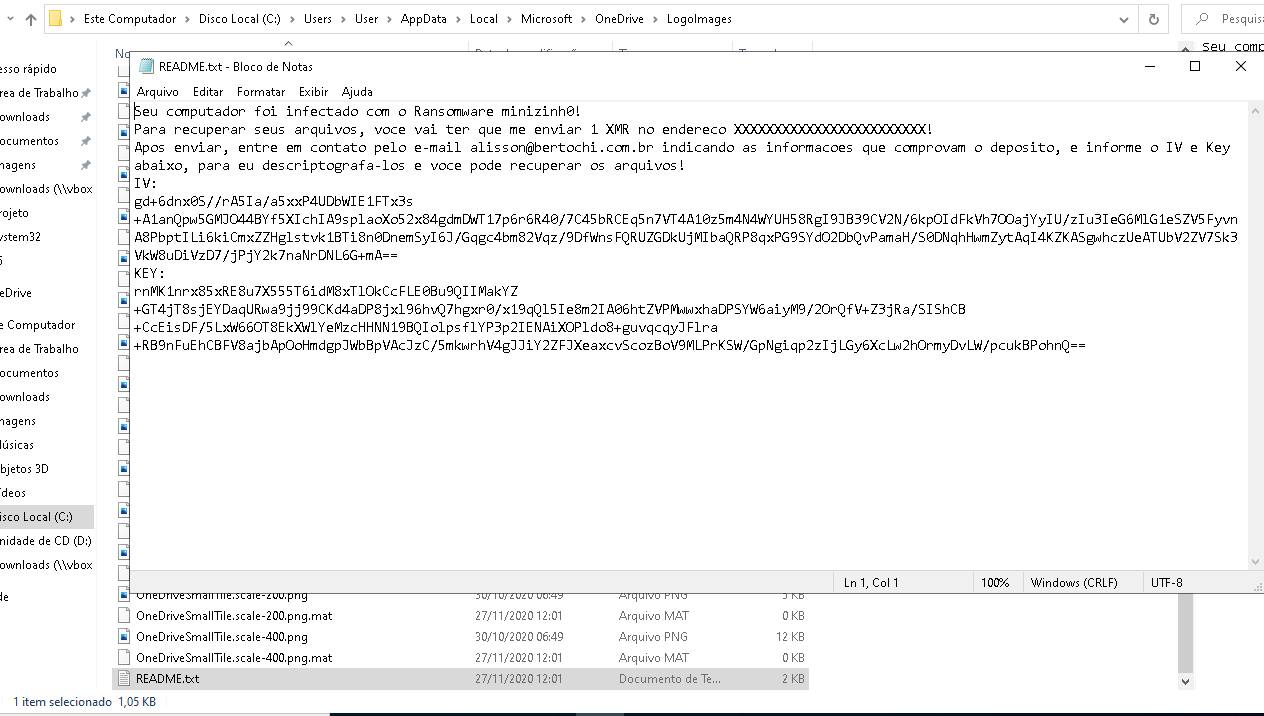 Este Computador > Disco Local (C:) > Users > User > AppData > Local > Microsoft > OneDrive > LogoImages
README.txt - Bloco de Notas
Arquivo Editar Formatar Exibir Ajuda
Seu computador foi infectado com o Ransomware minizinh0!
Para recuperar seus arquivos, voce vai ter que me enviar 1 XMR no endereco XXXXXXXXXXXXXXXXXXXXXXXX!
Apos enviar, entre em contato pelo e-mail alisson@bertochi.com.br indicando as informacoes que comprovam o deposito, e informe o IV e Key
abaixo, para eu descriptografa-los e voce pode recuperar os arquivos!
IV:
gd+6dnx0S//rA5Ia/a5xxP4UDbWIE1FTx3s
+A1anQpw5GMJO44BYf5XIchIA9splaoXo52x84gdmDWT17p6r6R40/7C45bRCEq5n7VT4A10z5m4N4WYUH58RgI9JB39CV2N/6kpOIdFkVh7OOajYyIU/zIu3IeG6MlG1eSZV5Fyvn
A8PbptILi6kiCmxZZHglstvk1BTi8n0DnemSyI6J/Gqgc4bm82Vqz/9DfWnsFQRUZGDkUjMIbaQRP8qxPG9SYdO2DbQvPamaH/S0DNqhHwmZytAqI4KZKASgwhczUeATUbV2ZV7Sk3
VkW8uDiVzD7/jPjY2k7naNrDNL6G+mA==
KEY:
rnMK1nrx85xRE8u7X555T6idM8xTlOkCcFLE0Bu9QIIMakYZ
+GT4jT8sjEYDaqURwa9jj99CKd4aDP8jxl96hvQ7hgxr0/x19qQl5Ie8m2IA06htZVPMwwxhaDPSYW6aiyM9/2OrQfV+Z3jRa/SIShCB
+CcEisDF/5LxW66OT8EkXWlYeMzcHHNN19BQIolpsflYP3p2IENAiXOPldo8+guvqcqyJFlra
+RB9nFuEhCBFV8ajbApOoHmdgpJWbBpVAcJzC/5mkwrhV4gJJiY2ZFJXeaxcvScozBoV9MLPrKSW/GpNgiqp2zIjLGy6XcLw2hOrmyDvLW/pcukBPohnQ==
Ln 1, Col 1 100% Windows (CRLF) UTF-8
esso rápido
rea de Trabalho
ownloads
ocumentos
nagens
ownloads (\\vbox
rojeto
ystem32
neDrive
e Computador
rea de Trabalho
ocumentos
ownloads
nagens
úsicas
bjetos 3D
ídeos
isco Local (C:)
nidade de CD (D:)
ownloads (\\vbox
de
OneDriveSmallTile.scale-200.png 30/10/2020 06:49 Arquivo PNG 5 KB
OneDriveSmallTile.scale-200.png.mat 27/11/2020 12:01 Arquivo MAT 0 KB
OneDriveSmallTile.scale-400.png 30/10/2020 06:49 Arquivo PNG 12 KB
OneDriveSmallTile.scale-400.png.mat 27/11/2020 12:01 Arquivo MAT 0 KB
README.txt 27/11/2020 12:01 Documento de Te... 2 KB
1 item selecionado 1,05 KB
Pesquisa
Seu comp